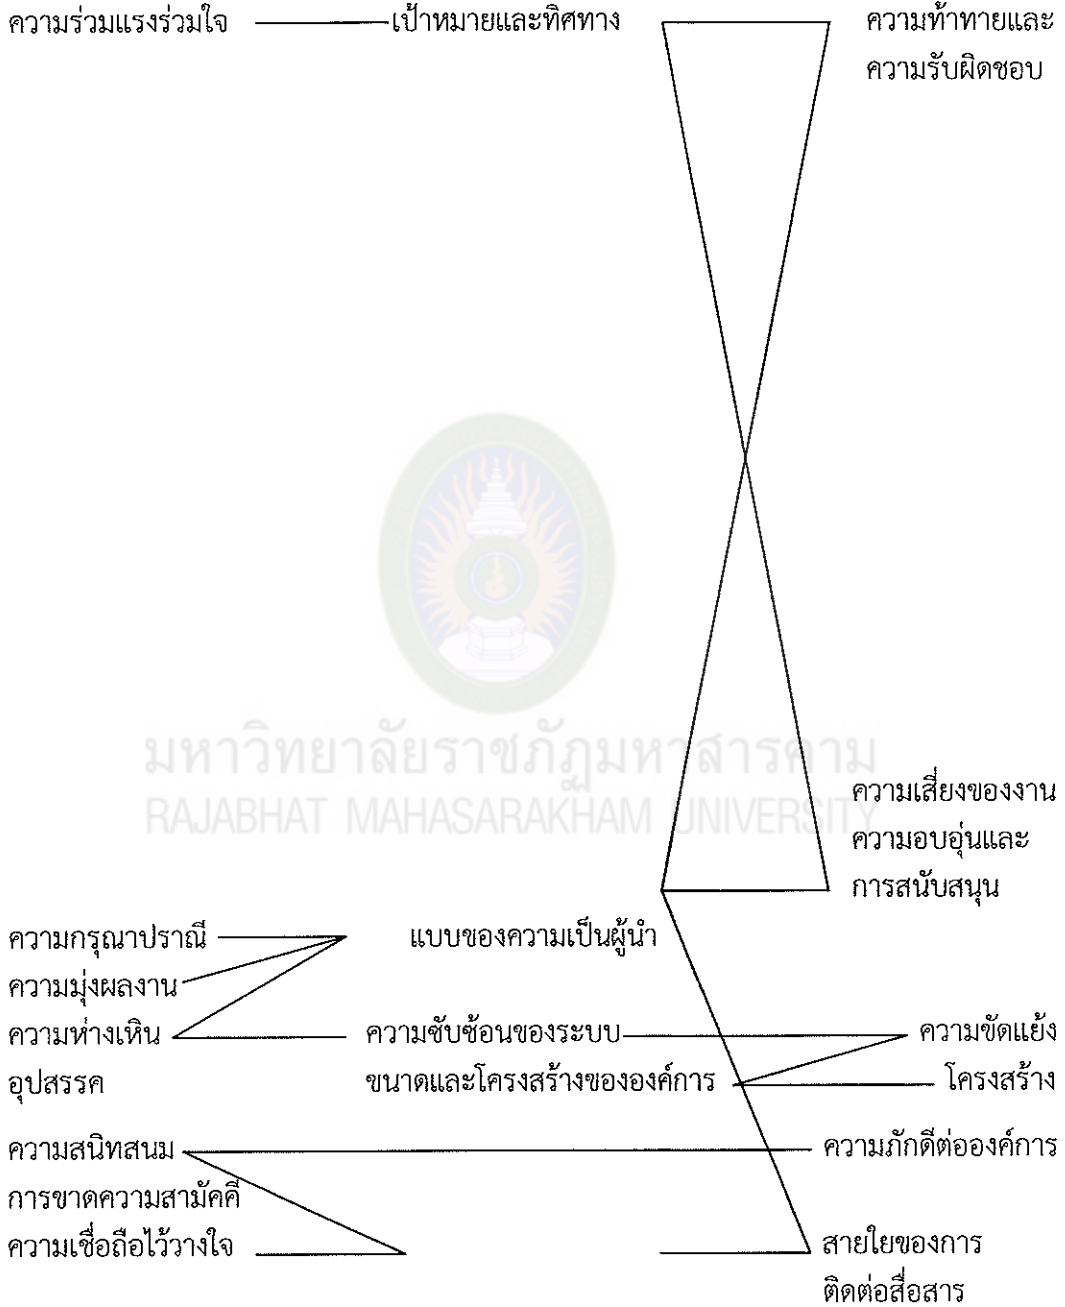 ความร่วมแรงร่วมใจ เป้าหมายและทิศทาง ความท้าทายและ
ความรับผิดชอบ
มหาวิทยาลัยราชภัฏมหาสารคาม
RAJABHAT MAHASARAKHAM UNIVERSITY
ความเสี่ยงของงาน
ความอบอุ่นและ
การสนับสนุน
ความกรุณาปราณี แบบของความเป็นผู้นำ
ความมุ่งผลงาน
ความห่างเหิน ความซับซ้อนของระบบ ความขัดแย้ง
อุปสรรค ขนาดและโครงสร้างขององค์การ โครงสร้าง
ความสนิทสนม ความภักดีต่อองค์การ
การขาดความสามัคคี
ความเชื่อถือไว้วางใจ สายใยของการ
ติดต่อสื่อสาร